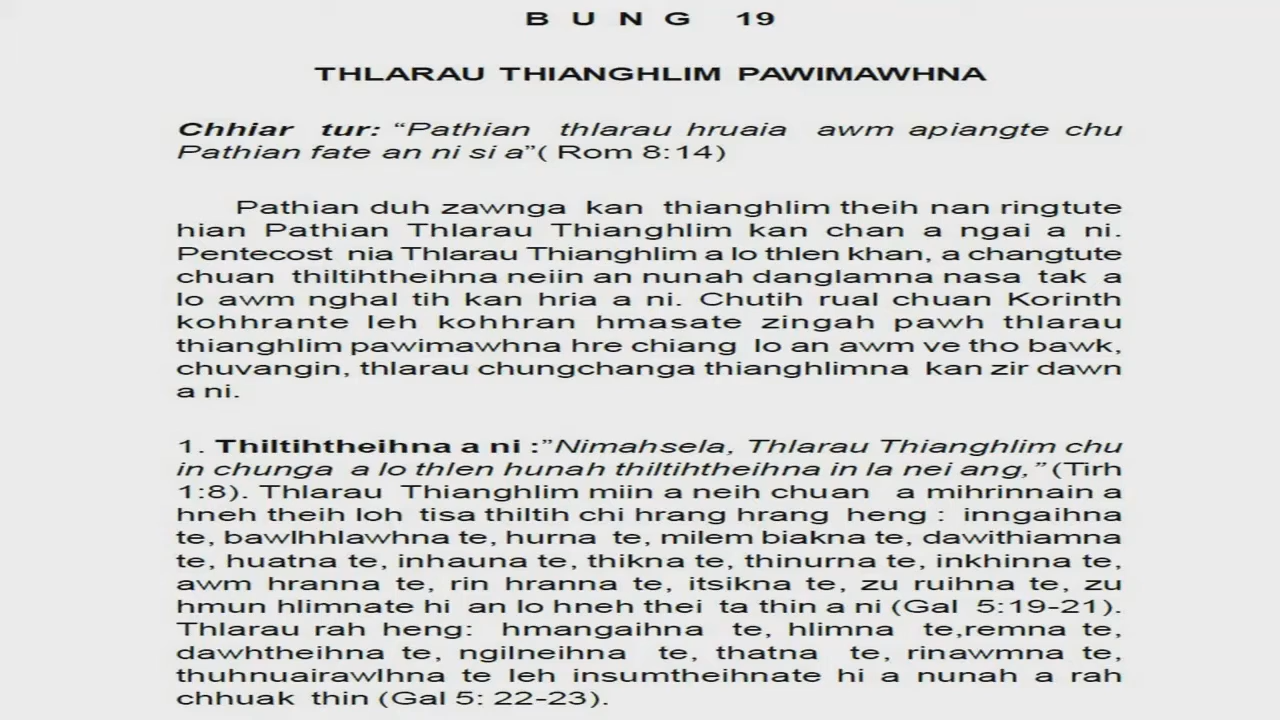 B U N G 19
THLARAU THIANGHLIM PAWIMAWHNA
Chhiar tur: “Pathian thlarau hruaia awm apiangte chu
Pathian fate an ni si a”( Rom 8:14)
Pathian duh zawnga kan thianghlim theih nan ringtute
hian Pathian Thlarau Thianghlim kan chan a ngai a ni.
Pentecost nia Thlarau Thianghlim a lo thlen khan, a changtute
chuan thiltihtheihna neiin an nunah danglamna nasa tak a
lo awm nghal tih kan hria a ni. Chutih rual chuan Korinth
kohhrante leh kohhran hmasate zingah pawh thlarau
thianghlim pawimawhna hre chiang lo an awm ve tho bawk,
chuvangin, thlarau chungchanga thianghlimna kan zir dawn
a ni.
1. Thiltihtheihna a ni :”Nimahsela, Thlarau Thianghlim chu
in chunga a lo thlen hunah thiltihtheihna in la nei ang,” (Tirh
1:8). Thlarau Thianghlim miin a neih chuan a mihrinnain a
hneh theih loh tisa thiltih chi hrang hrang heng : inngaihna
te, bawlhhlawhna te, hurna te, milem biakna te, dawithiamna
te, huatna te, inhauna te, thikna te, thinurna te, inkhinna te,
awm hranna te, rin hranna te, itsikna te, zu ruihna te, zu
hmun hlimnate hi an lo hneh thei ta thin a ni (Gal 5:19-21).
Thlarau rah heng: hmangaihna te, hlimna te,remna te,
dawhtheihna te, ngilneihna te, thatna te, rinawmna te,
thuhnuairawlhna te leh insumtheihnate hi a nunah a rah
chhuak thin (Gal 5: 22-23).